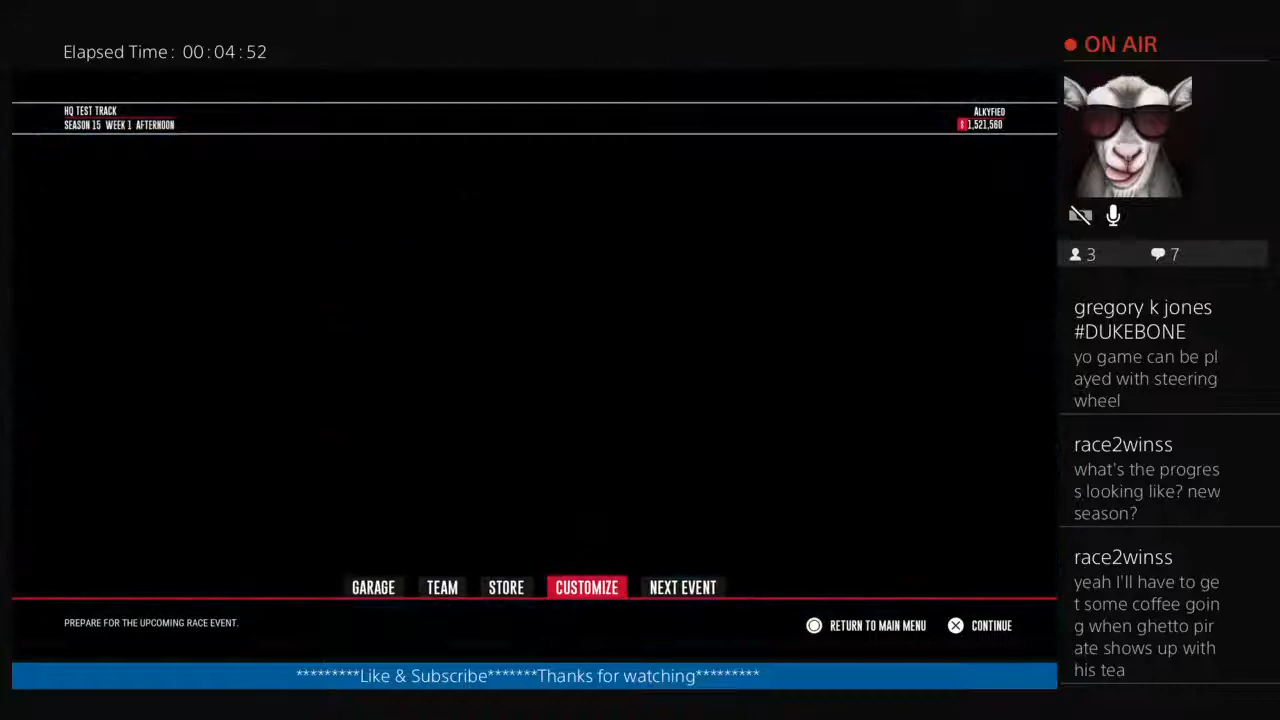 Elapsed Time: 00:04:52
ON AIR
HQ TEST TRACK
SEASON 15 WEEK 1 AFTERNOON
ALKYFIED
$ 1,521,560
3
7
gregory k jones
#DUKEBONE
yo game can be pl
ayed with steering
wheel
race2winss
what's the progres
s looking like? new
season?
race2winss
yeah I'll have to ge
t some coffee goin
g when ghetto pir
ate shows up with
his tea
GARAGE
TEAM
STORE
CUSTOMIZE
NEXT EVENT
PREPARE FOR THE UPCOMING RACE EVENT.
RETURN TO MAIN MENU
CONTINUE
*********Like & Subscribe*******Thanks for watching*********